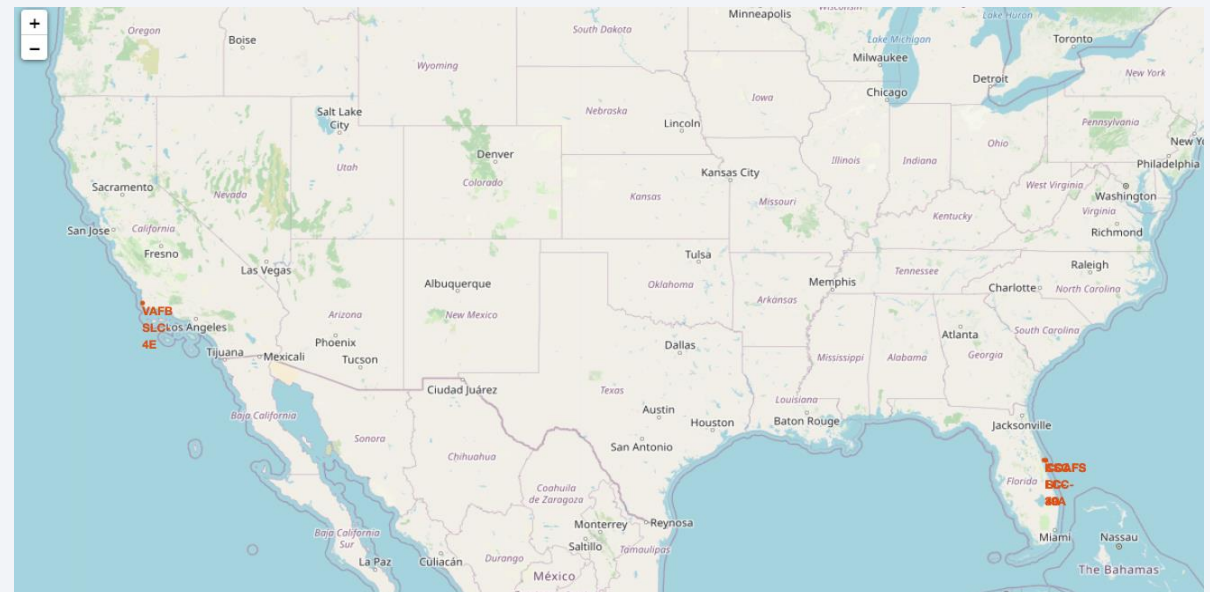 +
−
Oregon
Boise
South Dakota
Minneapolis
Wisconsin
Lake Huron
Lake Michigan
Toronto
Milwaukee
Wyoming
Detroit
New York
Chicago
Iowa
Nebraska
Salt Lake
City
Lincoln
Pennsylvania
Ohio
Denver
Philadelphia
Utah
Illinois
Indiana
Kansas City
Colorado
Sacramento
Nevada
Kansas
Missouri
West Virginia
Washington
Virginia
Kentucky
San Jose
California
Richmond
Fresno
Tulsa
Las Vegas
Raleigh
Tennessee
Albuquerque
Oklahoma
Memphis
Charlotte
North Carolina
Arkansas
VAFB
SLC-
4E
Los Angeles
Arizona
New Mexico
South Carolina
Atlanta
Phoenix
Dallas
Tijuana
Mexicali
Tucson
Mississippi
Alabama
Georgia
Ciudad Juárez
Texas
Louisiana
Austin
Baja California
Houston
Baton Rouge
Jacksonville
Sonora
San Antonio
Chihuahua
Florida
Coahuila
de Zaragoza
Monterrey
Reynosa
Baja California
Sur
Miami
Nassau
Saltillo
Tamaulipas
La Paz
Culiacán
Durango
The Bahamas
México